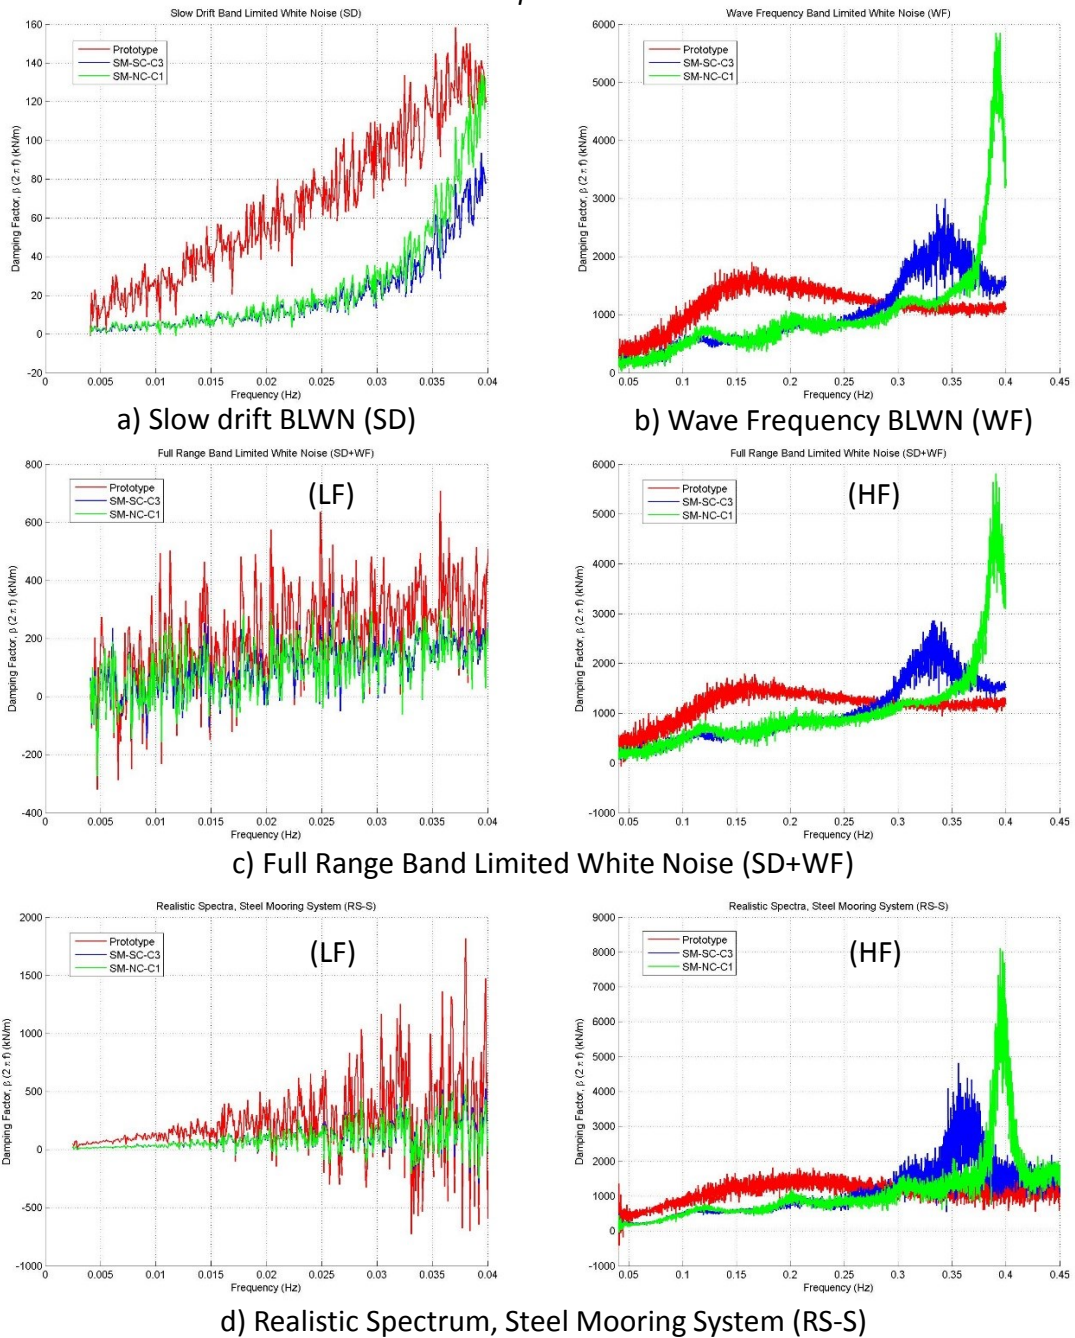 Slow Drift Band Limited White Noise (SD)
160
140
120
100
80
60
40
20
0
-20
Damping Factor, β (2 π f) (kN/m)
Prototype
SM-SC-C3
SM-NC-C1
0 0.005 0.01 0.015 0.02 0.025 0.03 0.035 0.04
Frequency (Hz)
a) Slow drift BLWN (SD)
Wave Frequency Band Limited White Noise (WF)
6000
5000
4000
3000
2000
1000
0
-1000
Damping Factor, β (2 π f) (kN/m)
Prototype
SM-SC-C3
SM-NC-C1
0.05 0.1 0.15 0.2 0.25 0.3 0.35 0.4 0.45
Frequency (Hz)
b) Wave Frequency BLWN (WF)
Full Range Band Limited White Noise (SD+WF)
800
600
400
200
0
-200
-400
Damping Factor, β (2 π f) (kN/m)
Prototype
SM-SC-C3
SM-NC-C1
(LF)
0 0.005 0.01 0.015 0.02 0.025 0.03 0.035 0.04
Frequency (Hz)
Full Range Band Limited White Noise (SD+WF)
6000
5000
4000
3000
2000
1000
0
-1000
Damping Factor, β (2 π f) (kN/m)
Prototype
SM-SC-C3
SM-NC-C1
(HF)
0.05 0.1 0.15 0.2 0.25 0.3 0.35 0.4 0.45
Frequency (Hz)
c) Full Range Band Limited White Noise (SD+WF)
Realistic Spectra, Steel Mooring System (RS-S)
2000
1500
1000
500
0
-500
-1000
Damping Factor, β (2 π f) (kN/m)
Prototype
SM-SC-C3
SM-NC-C1
(LF)
0 0.005 0.01 0.015 0.02 0.025 0.03 0.035 0.04
Frequency (Hz)
Realistic Spectra, Steel Mooring System (RS-S)
9000
8000
7000
6000
5000
4000
3000
2000
1000
0
-1000
Damping Factor, β (2 π f) (kN/m)
Prototype
SM-SC-C3
SM-NC-C1
(HF)
0.05 0.1 0.15 0.2 0.25 0.3 0.35 0.4 0.45
Frequency (Hz)
d) Realistic Spectrum, Steel Mooring System (RS-S)